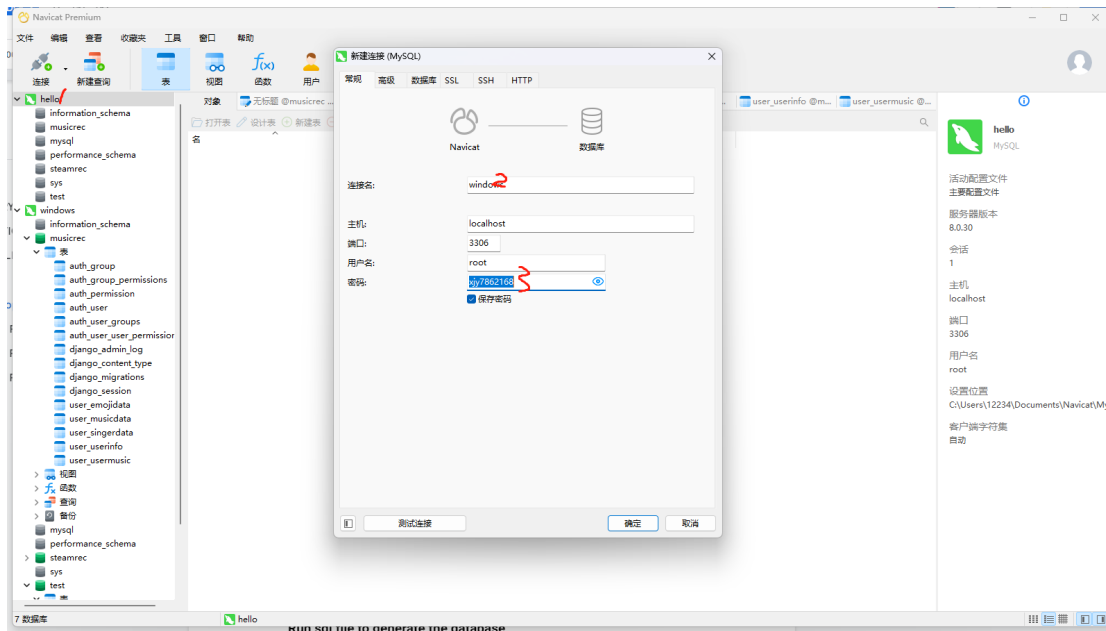 Navicat Premium
文件 编辑 查看 收藏夹 工具 窗口 帮助
连接 新建查询 表 视图 函数 用户
hello
information_schema
musicrec
mysql
performance_schema
steamrec
sys
test
windows
information_schema
musicrec
表
auth_group
auth_group_permissions
auth_permission
auth_user
auth_user_groups
auth_user_user_permission
django_admin_log
django_content_type
django_migrations
django_session
user_emojidata
user_musicdata
user_singerdata
user_userinfo
user_usermusic
视图
函数
查询
备份
mysql
performance_schema
steamrec
sys
test
表
对象 无标题 @musicrec ... user_userinfo @m... user_usermusic @...
打开表 设计表 新建表
名
新建连接 (MySQL)
常规 高级 数据库 SSL SSH HTTP
Navicat 数据库
连接名: windows
2
主机: localhost
端口: 3306
用户名: root
密码: xjy7862168
3
保存密码
测试连接 确定 取消
hello
MySQL
活动配置文件
主要配置文件
服务器版本
8.0.30
会话
1
主机
localhost
端口
3306
用户名
root
设置位置
C:\Users\12234\Documents\Navicat\My
客户端字符集
自动
7 数据库 hello
Run sql file to generate the database